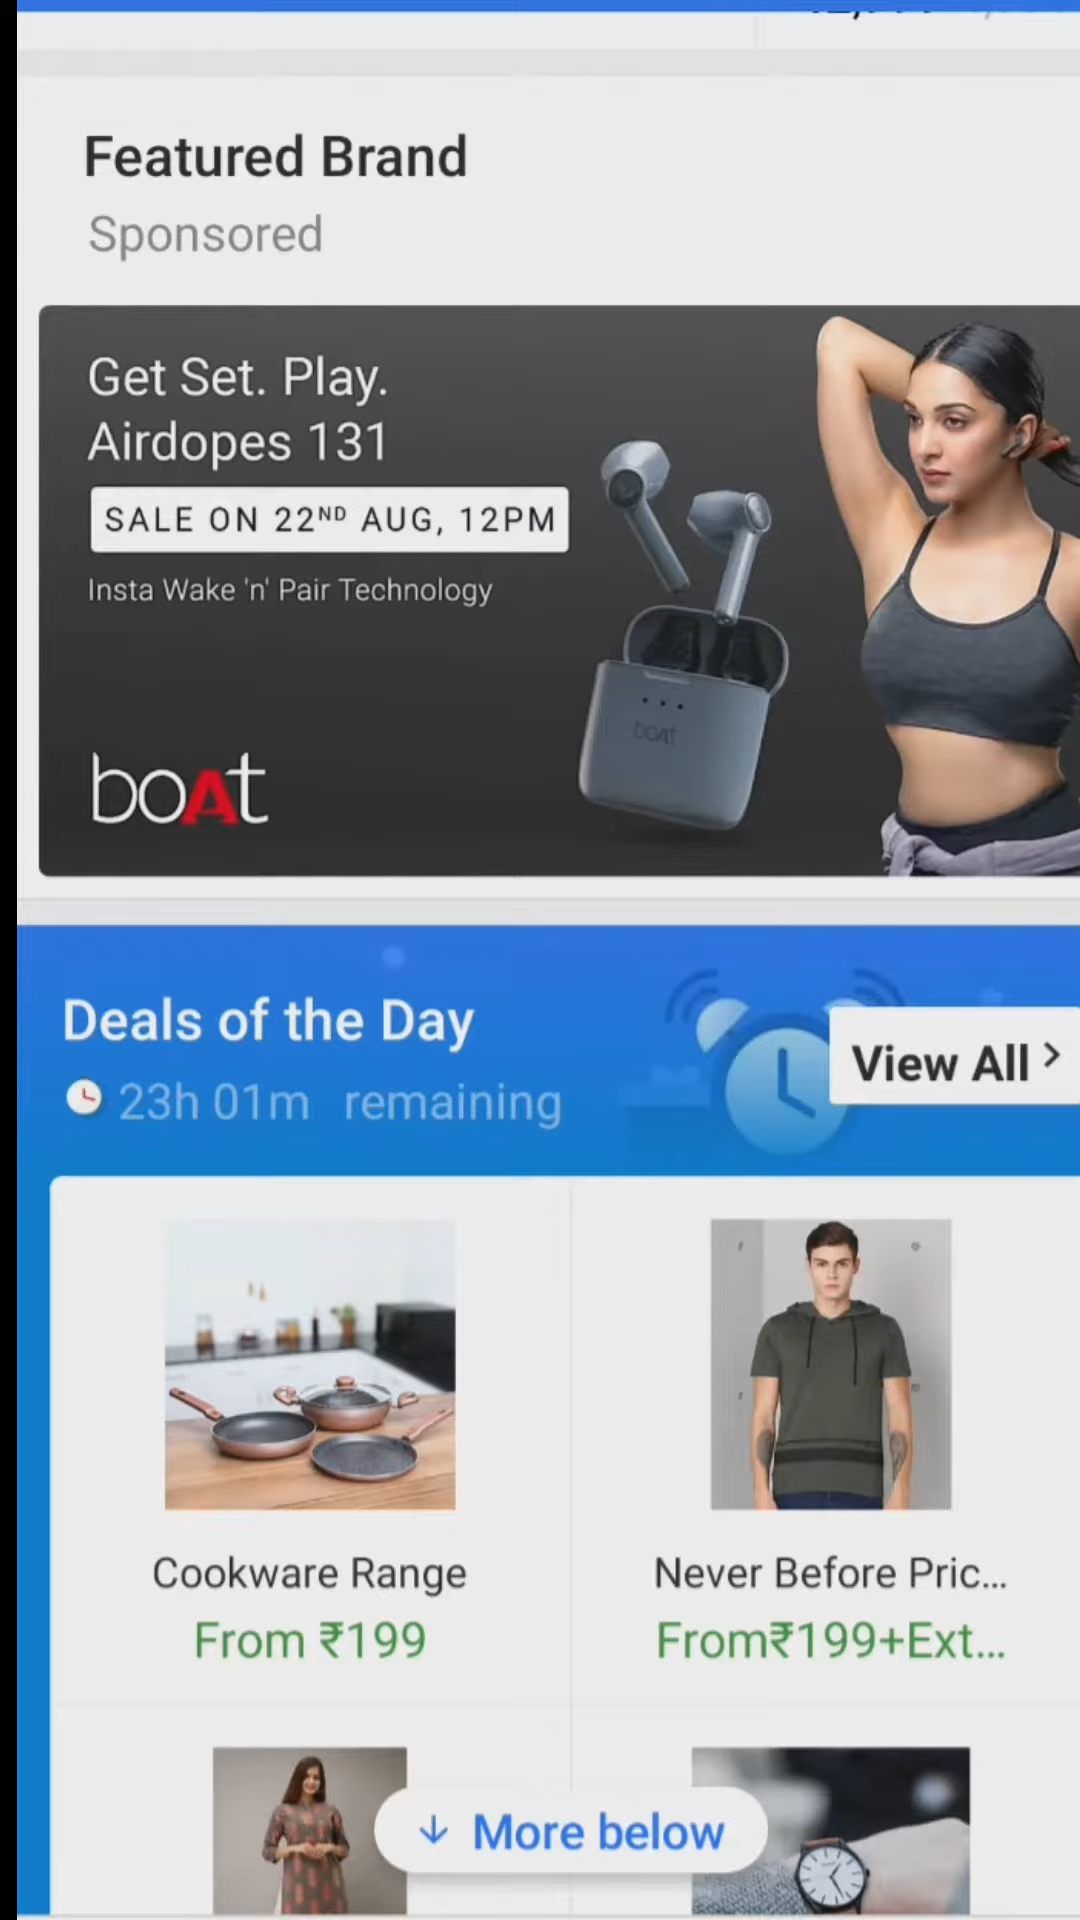 Featured Brand
Sponsored
Get Set. Play.
Airdopes 131
SALE ON 22ND AUG, 12PM
Insta Wake 'n' Pair Technology
boAt
boAt
Deals of the Day
View All >
23h 01m remaining
Cookware Range
Never Before Pric...
From ₹199
From₹199+Ext...
↓ More below